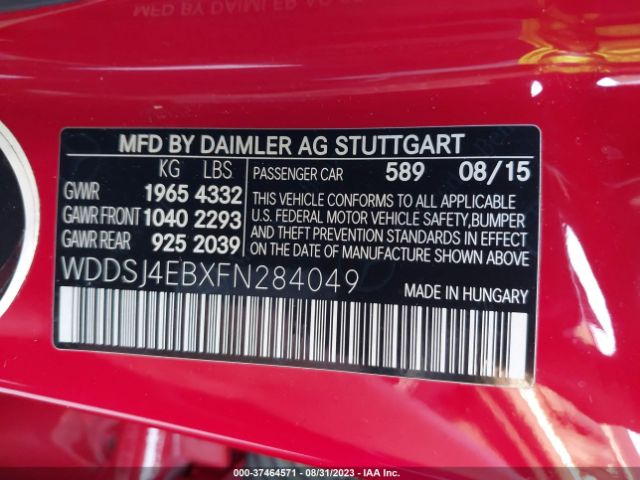 MFD BY DAIMLER AG STUTTGART
KG LBS
GVWR 1965 4332
GAWR FRONT 1040 2293
GAWR REAR 925 2039
PASSENGER CAR 589 08/15
THIS VEHICLE CONFORMS TO ALL APPLICABLE
U.S. FEDERAL MOTOR VEHICLE SAFETY,BUMPER
AND THEFT PREVENTION STANDARDS IN EFFECT
ON THE DATE OF MANUFACTURE SHOWN ABOVE.
WDDSJ4EBXFN284049
MADE IN HUNGARY
000-37464571 - 08/31/2023 - IAA Inc.